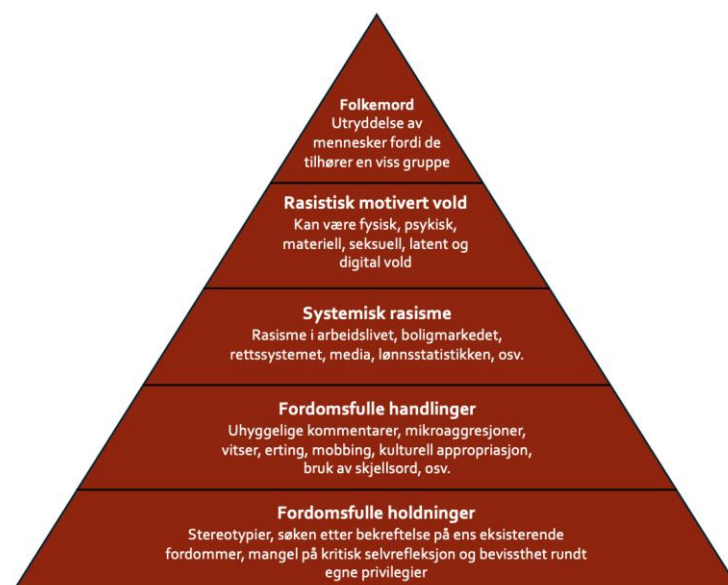 Folkemord
Utryddelse av
mennesker fordi de
tilhører en viss gruppe
Rasistisk motivert vold
Kan være fysisk, psykisk,
materiell, seksuell, latent og
digital vold
Systemisk rasisme
Rasisme i arbeidslivet, boligmarkedet,
rettssystemet, media, lønnsstatistikken, osv.
Fordomsfulle handlinger
Uhyggelige kommentarer, mikroaggresjoner,
vitser, erting, mobbing, kulturell appropriasjon,
bruk av skjellsord, osv.
Fordomsfulle holdninger
Stereotypier, søken etter bekreftelse på ens eksisterende
fordommer, mangel på kritisk selvrefleksjon og bevissthet rundt
egne privilegier